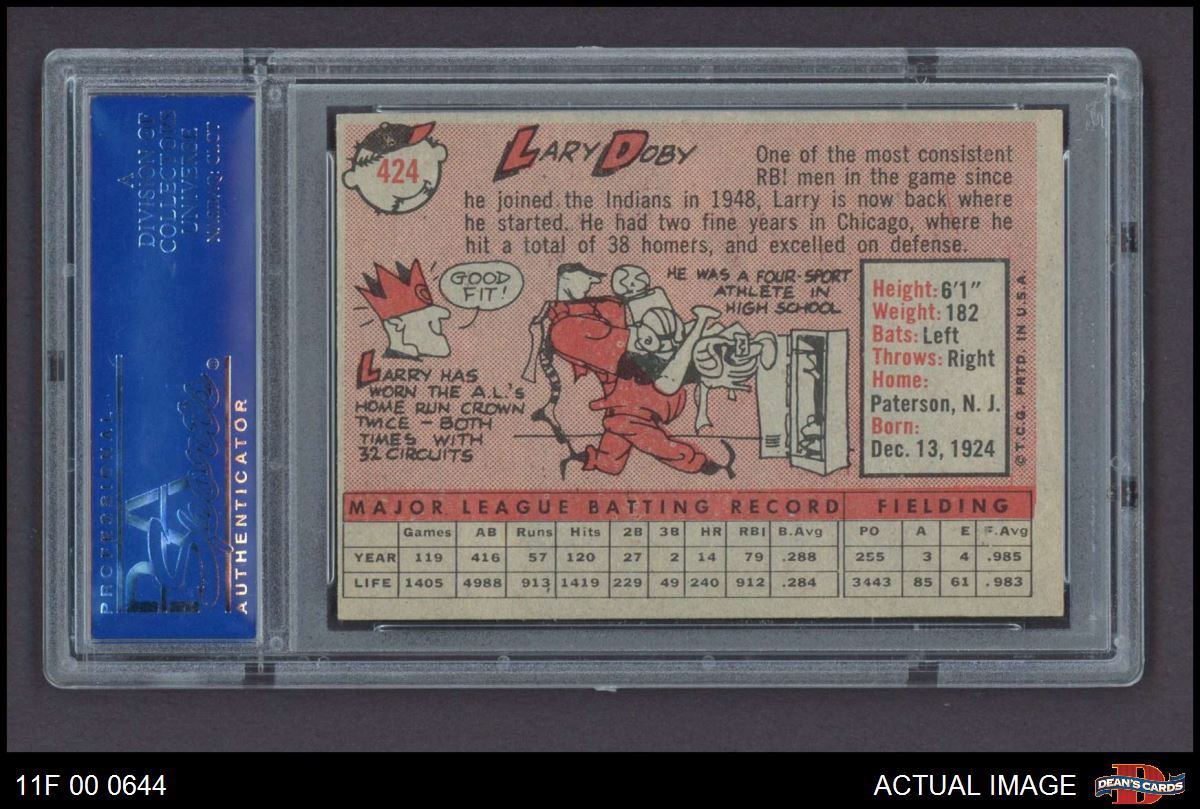 A
DIVISION OF
COLLECTORS
UNIVERSE
NASDAQ: CLCT
PROFESSIONAL
PSA
AUTHENTICATOR
424
LARY DOBY
One of the most consistent
RBI men in the game since
he joined the Indians in 1948, Larry is now back where
he started. He had two fine years in Chicago, where he
hit a total of 38 homers, and excelled on defense.
GOOD
FIT!
LARRY HAS
WORN THE A.L.'S
HOME RUN CROWN
TWICE - BOTH
TIMES WITH
32 CIRCUITS
HE WAS A FOUR-SPORT
ATHLETE IN
HIGH SCHOOL
Height: 6'1"
Weight: 182
Bats: Left
Throws: Right
Home:
Paterson, N. J.
Born:
Dec. 13, 1924
© T.C.G. PRTD. IN U.S.A.
MAJOR LEAGUE BATTING RECORD FIELDING
Games AB Runs Hits 2B 3B HR RBI B.Avg PO A E F.Avg
YEAR 119 416 57 120 27 2 14 79 .288 255 3 4 .985
LIFE 1405 4988 913 1419 229 49 240 912 .284 3443 85 61 .983
11F 00 0644
ACTUAL IMAGE
D
DEAN'S CARDS